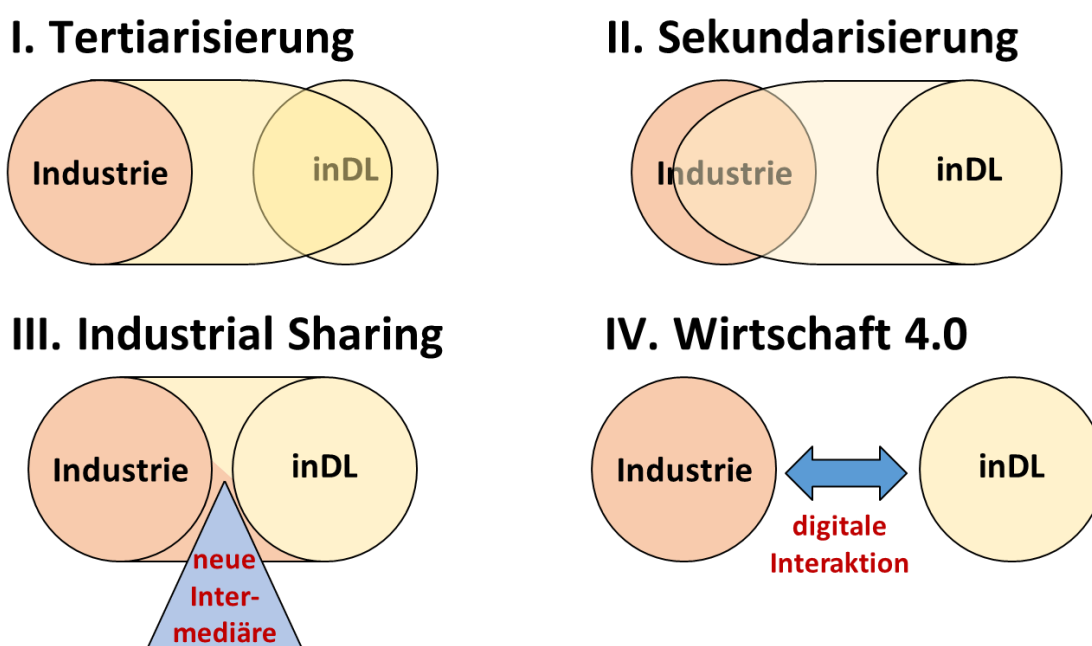 I. Tertiarisierung
Industrie
inDL
II. Sekundarisierung
Industrie
inDL
III. Industrial Sharing
Industrie
inDL
neue
Inter-
mediäre
IV. Wirtschaft 4.0
Industrie
inDL
digitale
Interaktion